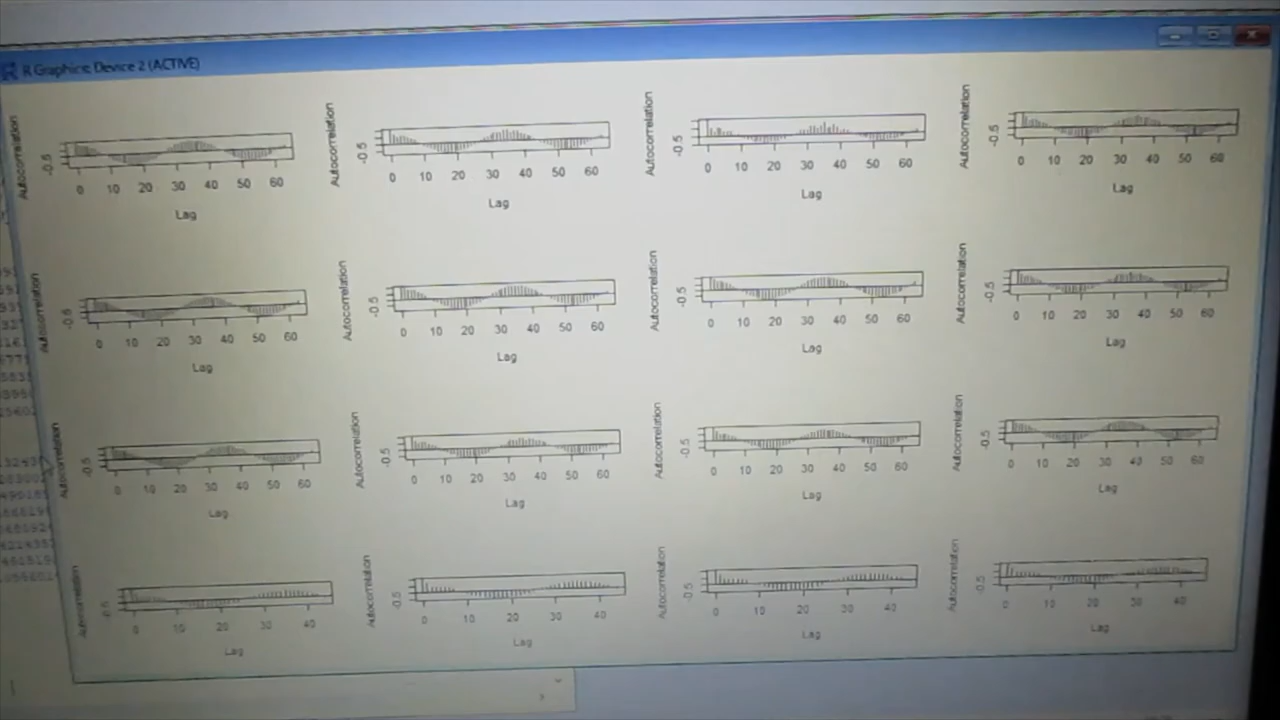 R Graphics: Device 2 (ACTIVE)
Autocorrelation Autocorrelation Autocorrelation Autocorrelation
-0.5 -0.5 -0.5 -0.5
0 10 20 30 40 50 60 0 10 20 30 40 50 60 0 10 20 30 40 50 60 0 10 20 30 40 50 60
Lag Lag Lag Lag
Autocorrelation Autocorrelation Autocorrelation Autocorrelation
-0.5 -0.5 -0.5 -0.5
0 10 20 30 40 50 60 0 10 20 30 40 50 60 0 10 20 30 40 50 60 0 10 20 30 40 50 60
Lag Lag Lag Lag
Autocorrelation Autocorrelation Autocorrelation Autocorrelation
-0.5 -0.5 -0.5 -0.5
0 10 20 30 40 50 60 0 10 20 30 40 50 60 0 10 20 30 40 50 60 0 10 20 30 40 50 60
Lag Lag Lag Lag
Autocorrelation Autocorrelation Autocorrelation Autocorrelation
-0.5 -0.5 -0.5 -0.5
0 10 20 30 40 0 10 20 30 40 0 10 20 30 40 0 10 20 30 40
Lag Lag Lag Lag